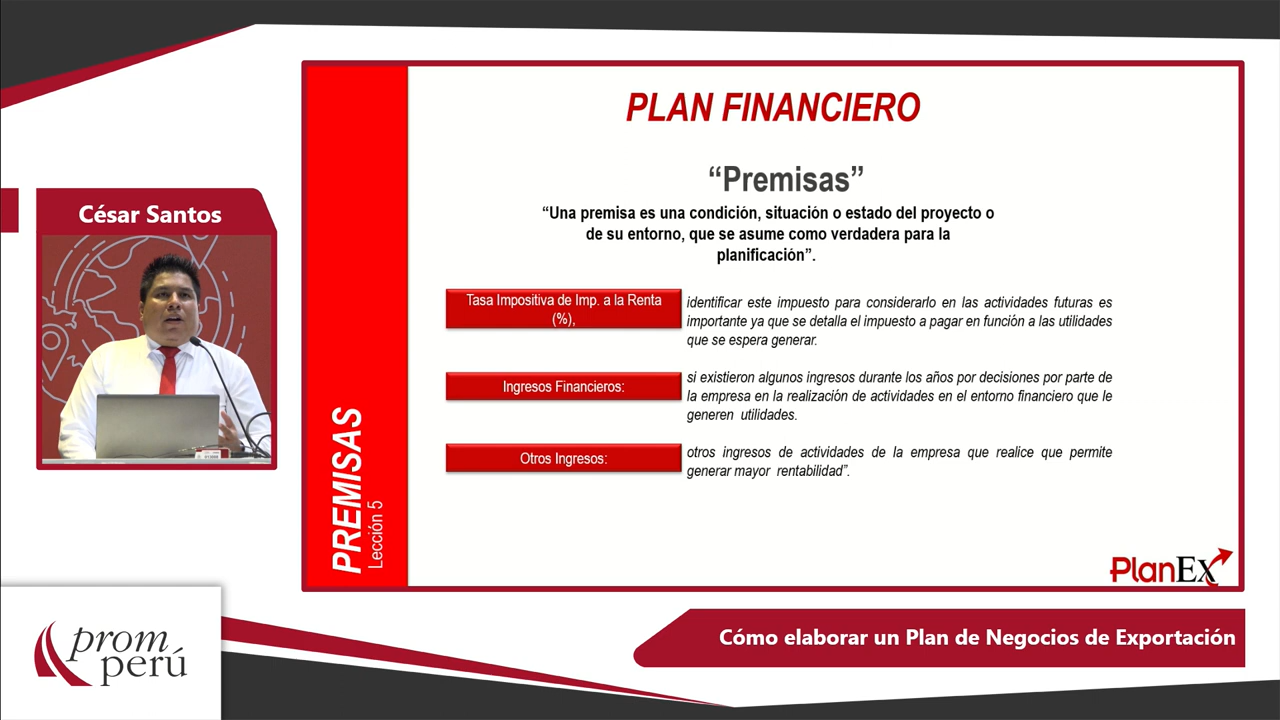 César Santos
PLAN FINANCIERO
“Premisas”
“Una premisa es una condición, situación o estado del proyecto o
de su entorno, que se asume como verdadera para la
planificación”.
Tasa Impositiva de Imp. a la Renta
(%),
identificar este impuesto para considerarlo en las actividades futuras es
importante ya que se detalla el impuesto a pagar en función a las utilidades
que se espera generar.
Ingresos Financieros:
si existieron algunos ingresos durante los años por decisiones por parte de
la empresa en la realización de actividades en el entorno financiero que le
generen utilidades.
Otros Ingresos:
otros ingresos de actividades de la empresa que realice que permite
generar mayor rentabilidad”.
PREMISAS
Lección 5
PlanEX
Cómo elaborar un Plan de Negocios de Exportación
prom
perú